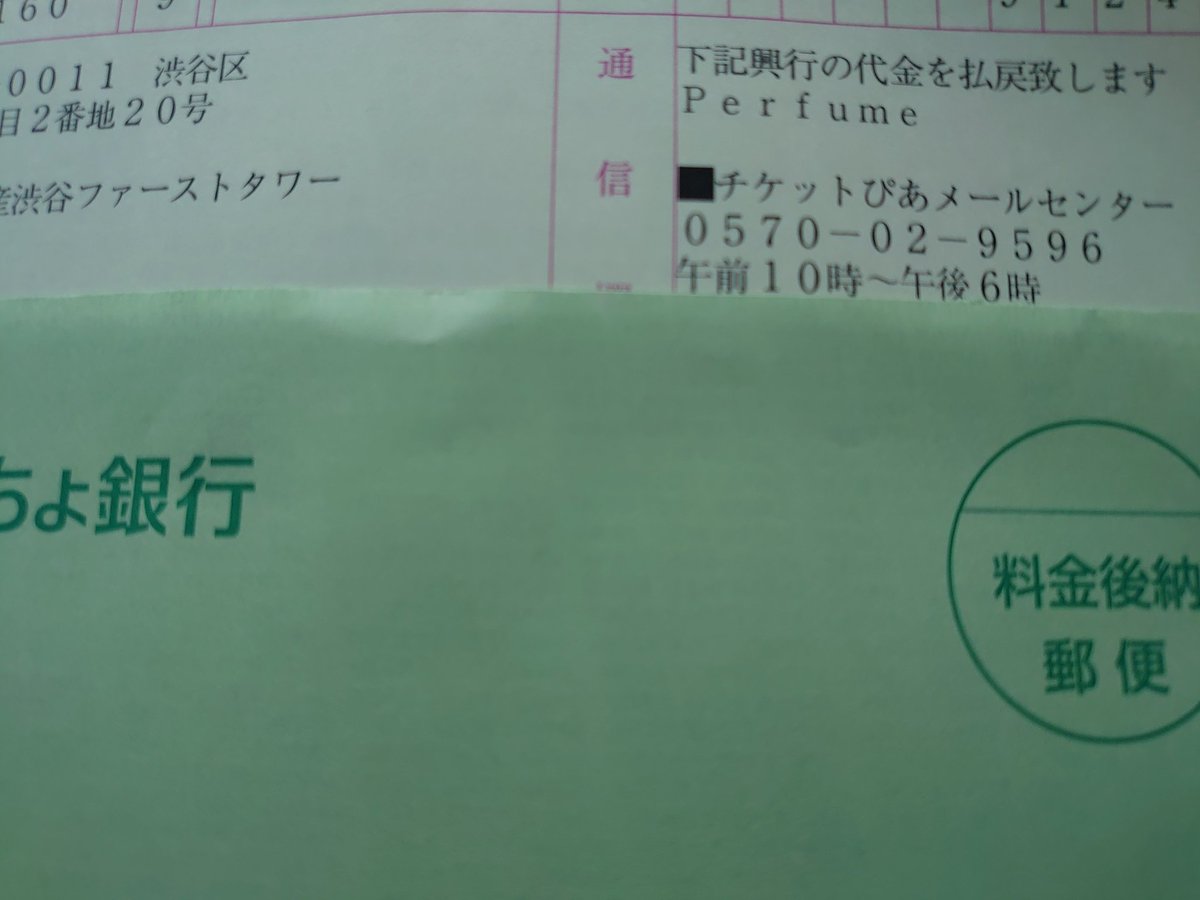 160
9124
0011 渋谷区
目2番地20号
渋谷ファーストタワー
通
信
下記興行の代金を払戻致します
Perfume
■チケットぴあメールセンター
0570-02-9596
午前10時～午後6時
ちょ銀行
料金後納
郵便